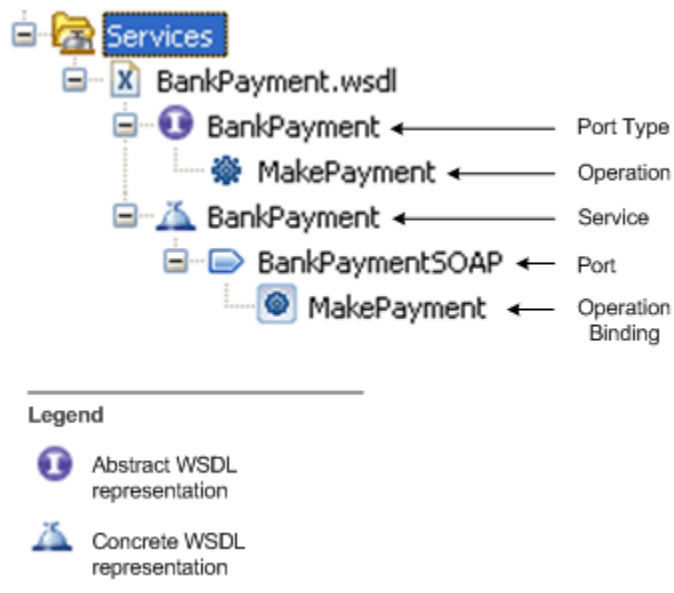 Services
BankPayment.wsdl
BankPayment Port Type
MakePayment Operation
BankPayment Service
BankPaymentSOAP Port
MakePayment Operation
Binding
Legend
Abstract WSDL
representation
Concrete WSDL
representation